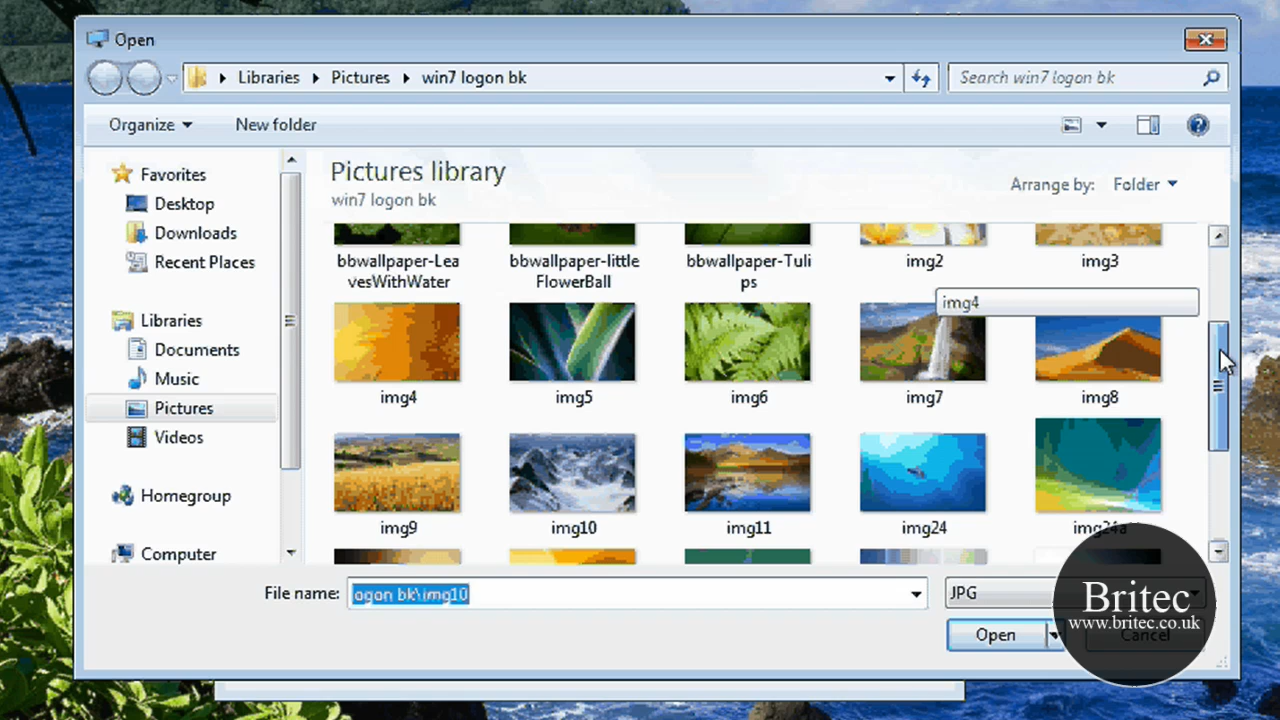 Open
Libraries Pictures win7 logon bk
Search win7 logon bk
Organize
New folder
Favorites
Desktop
Downloads
Recent Places
Libraries
Documents
Music
Pictures
Videos
Homegroup
Computer
Pictures library
win7 logon bk
Arrange by: Folder
bbwallpaper-Lea
vesWithWater
bbwallpaper-little
FlowerBall
bbwallpaper-Tuli
ps
img2
img3
img4
img4
img5
img6
img7
img8
img9
img10
img11
img24
img24a
File name: ogon bk\img10
JPG
Open
Cancel
Britec
www.britec.co.uk